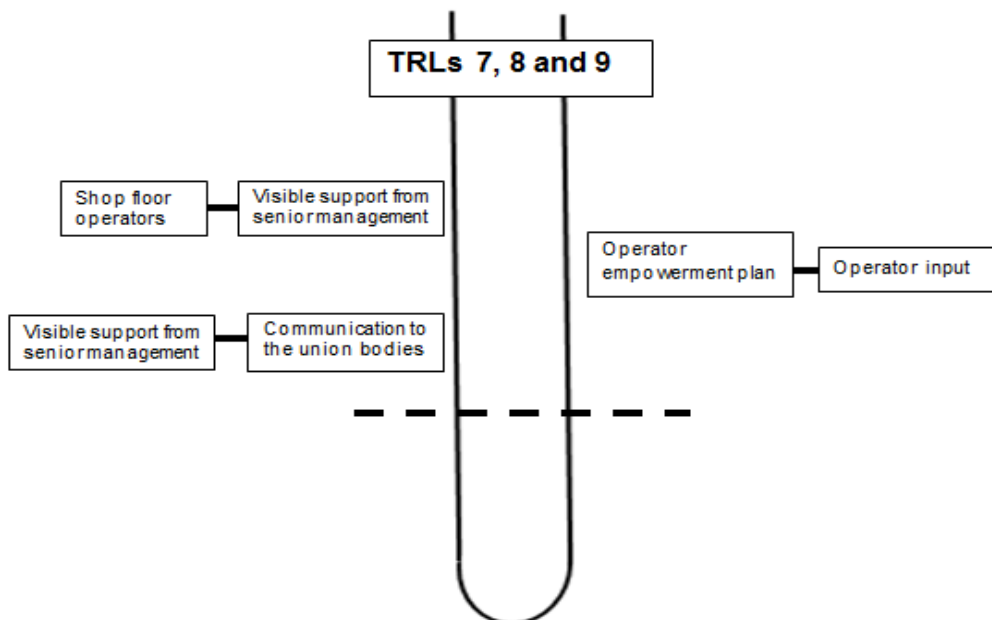 TRLs 7, 8 and 9
Shop floor
operators
Visible support from
senior management
Operator
empowerment plan
Operator input
Visible support from
senior management
Communication to
the union bodies